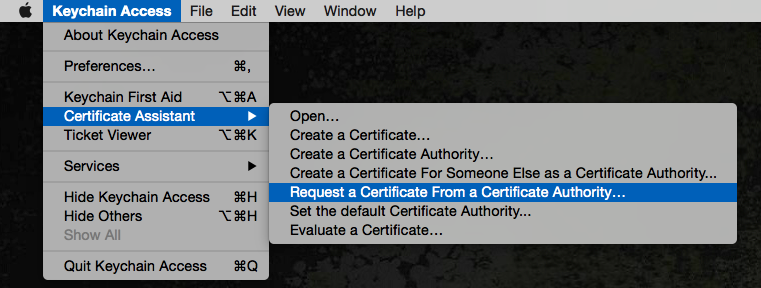 Keychain Access File Edit View Window Help
About Keychain Access
Preferences… ⌘,
Keychain First Aid ⌥⌘A
Certificate Assistant ▶
Ticket Viewer ⌥⌘K
Services ▶
Hide Keychain Access ⌘H
Hide Others ⌥⌘H
Show All
Quit Keychain Access ⌘Q
Open…
Create a Certificate…
Create a Certificate Authority…
Create a Certificate For Someone Else as a Certificate Authority...
Request a Certificate From a Certificate Authority…
Set the default Certificate Authority...
Evaluate a Certificate…